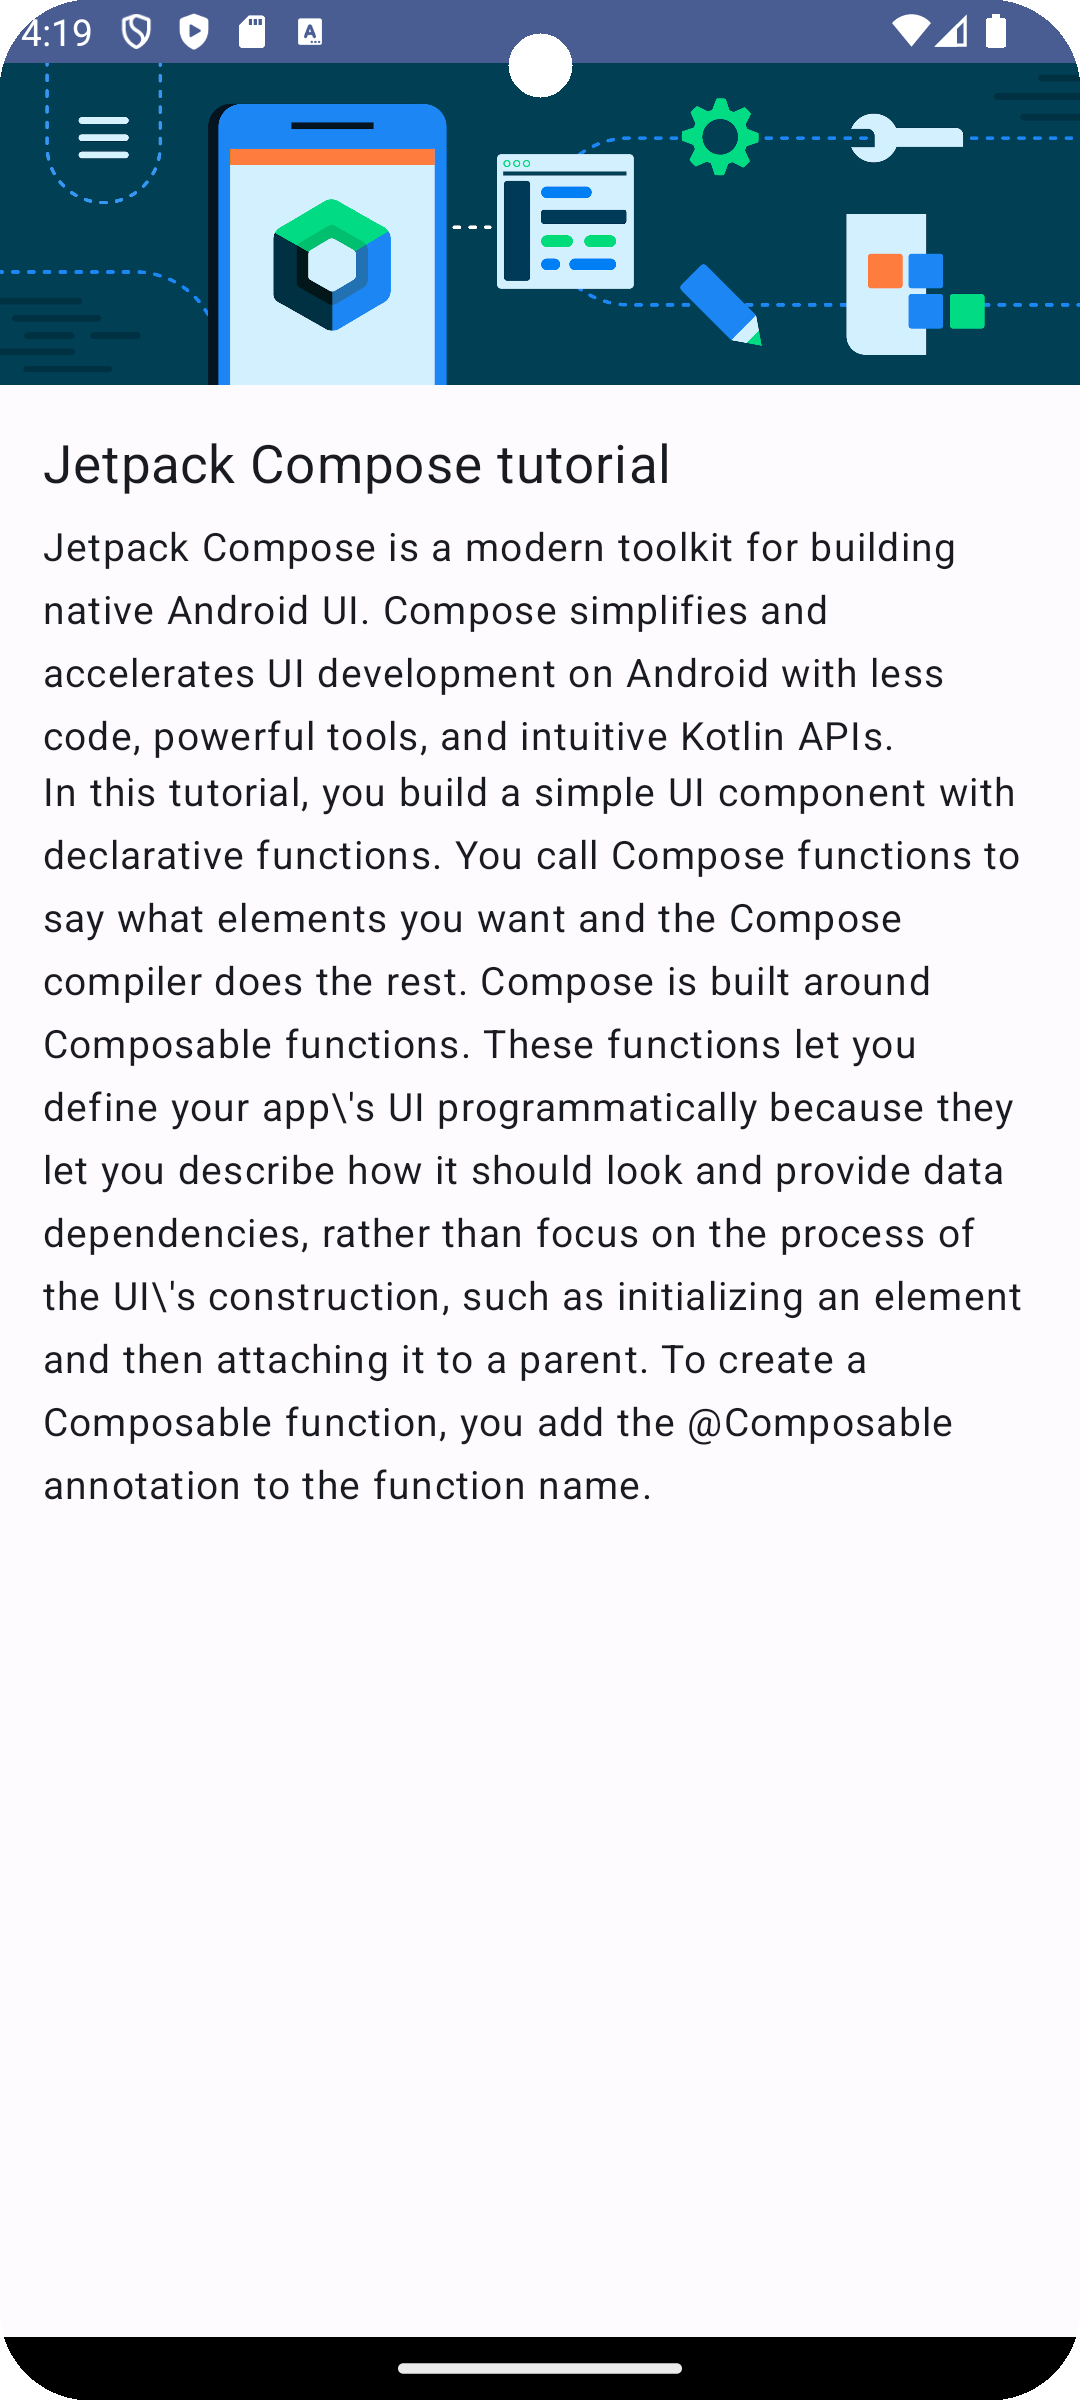 4:19
Jetpack Compose tutorial
Jetpack Compose is a modern toolkit for building
native Android UI. Compose simplifies and
accelerates UI development on Android with less
code, powerful tools, and intuitive Kotlin APIs.
In this tutorial, you build a simple UI component with
declarative functions. You call Compose functions to
say what elements you want and the Compose
compiler does the rest. Compose is built around
Composable functions. These functions let you
define your app\'s UI programmatically because they
let you describe how it should look and provide data
dependencies, rather than focus on the process of
the UI\'s construction, such as initializing an element
and then attaching it to a parent. To create a
Composable function, you add the @Composable
annotation to the function name.